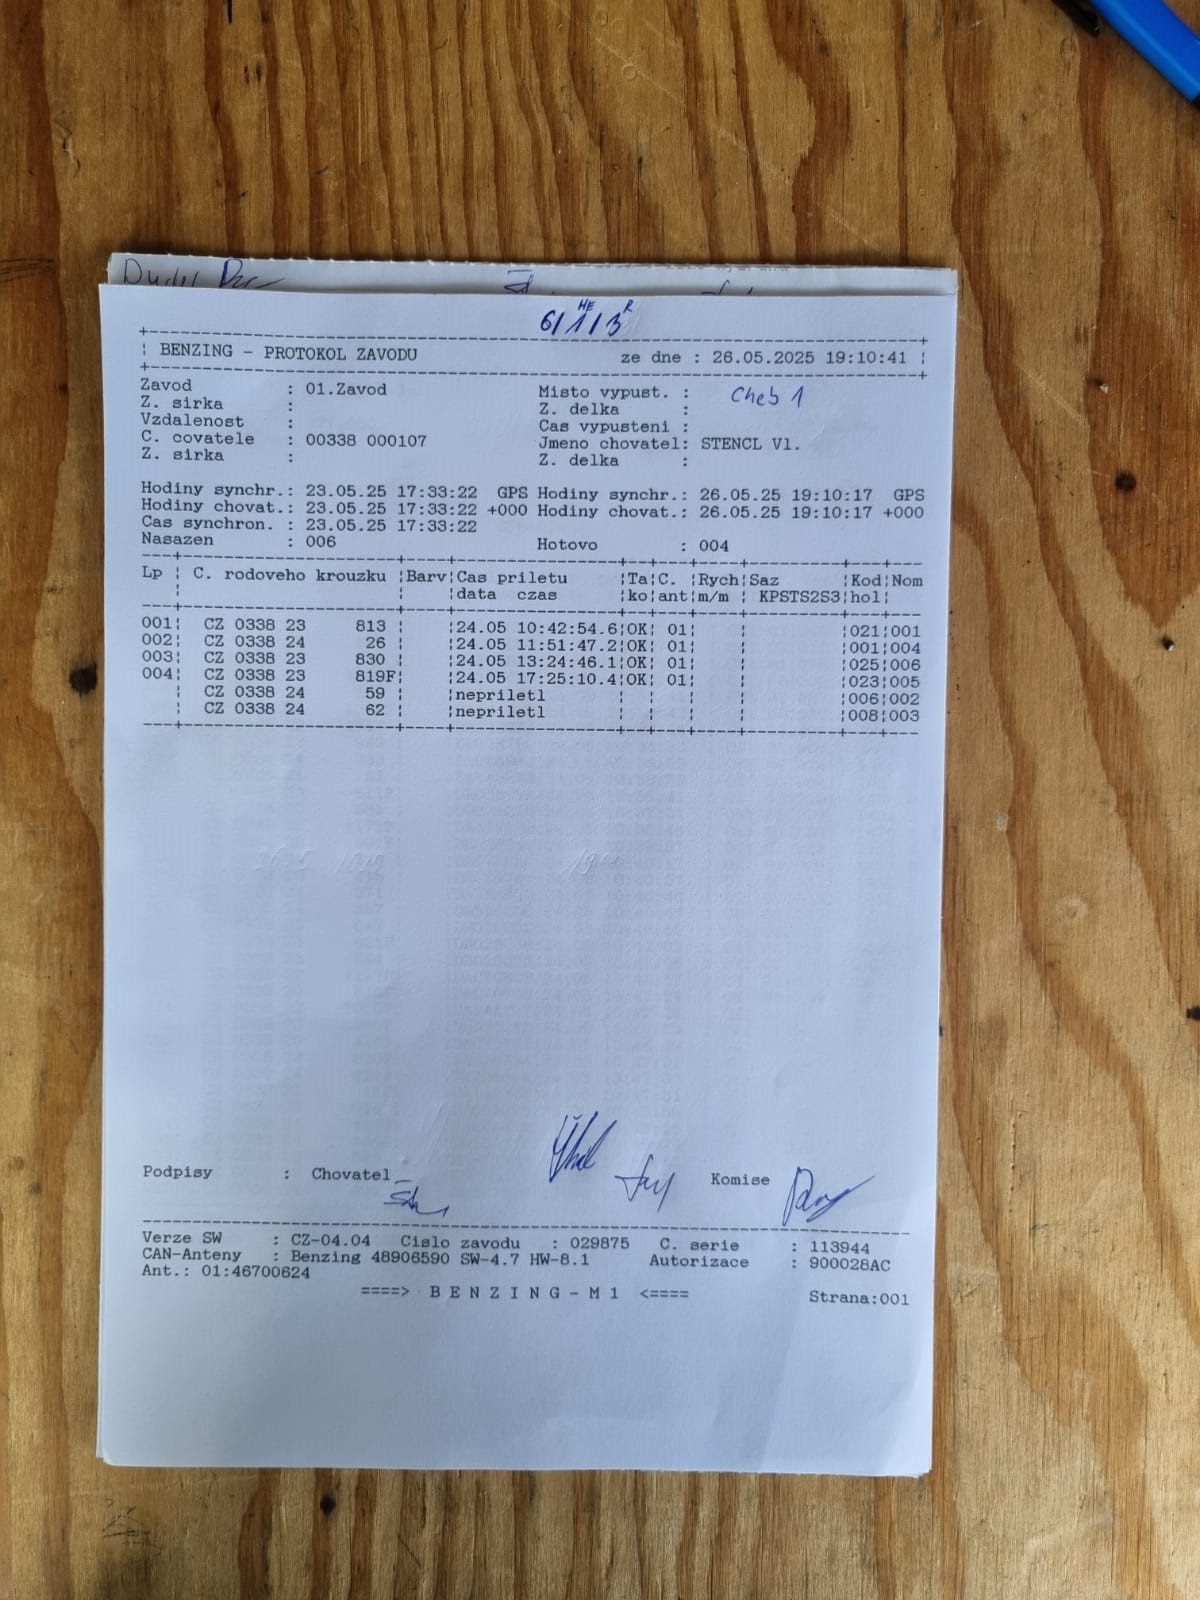 6/1/3
HE R
BENZING - PROTOKOL ZAVODU ze dne : 26.05.2025 19:10:41
Zavod : 01.Zavod Misto vypust. : Cheb 1
Z. sirka : Z. delka :
Vzdalenost : Cas vypusteni :
C. covatele : 00338 000107 Jmeno chovatel: STENCL Vl.
Z. sirka : Z. delka :
Hodiny synchr.: 23.05.25 17:33:22 GPS Hodiny synchr.: 26.05.25 19:10:17 GPS
Hodiny chovat.: 23.05.25 17:33:22 +000 Hodiny chovat.: 26.05.25 19:10:17 +000
Cas synchron. : 23.05.25 17:33:22
Nasazen : 006 Hotovo : 004
Lp C. rodoveho krouzku Barv Cas priletu Ta C. Rych Saz Kod Nom
data czas ko ant m/m KPSTS2S3 hol
001 CZ 0338 23 813 24.05 10:42:54.6 OK 01 021 001
002 CZ 0338 24 26 24.05 11:51:47.2 OK 01 001 004
003 CZ 0338 23 830 24.05 13:24:46.1 OK 01 025 006
004 CZ 0338 23 819F 24.05 17:25:10.4 OK 01 023 005
CZ 0338 24 59 nepriletl 006 002
CZ 0338 24 62 nepriletl 008 003
Podpisy : Chovatel Komise
Verze SW : CZ-04.04 Cislo zavodu : 029875 C. serie : 113944
CAN-Anteny : Benzing 48906590 SW-4.7 HW-8.1 Autorizace : 900028AC
Ant.: 01:46700624
====> B E N Z I N G - M 1 <==== Strana:001